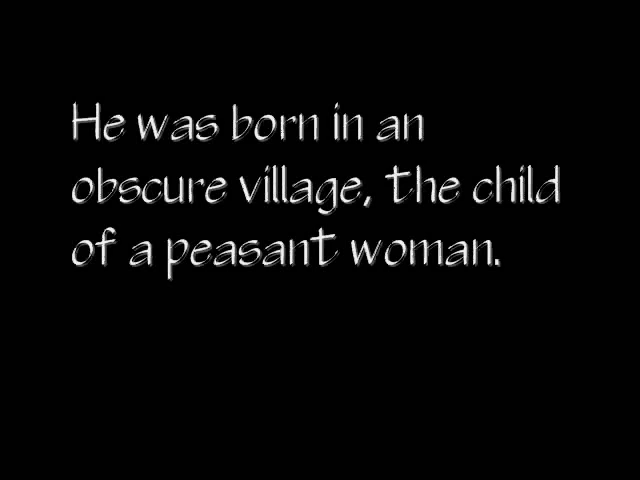 He was born in an
obscure village, the child
of a peasant woman.